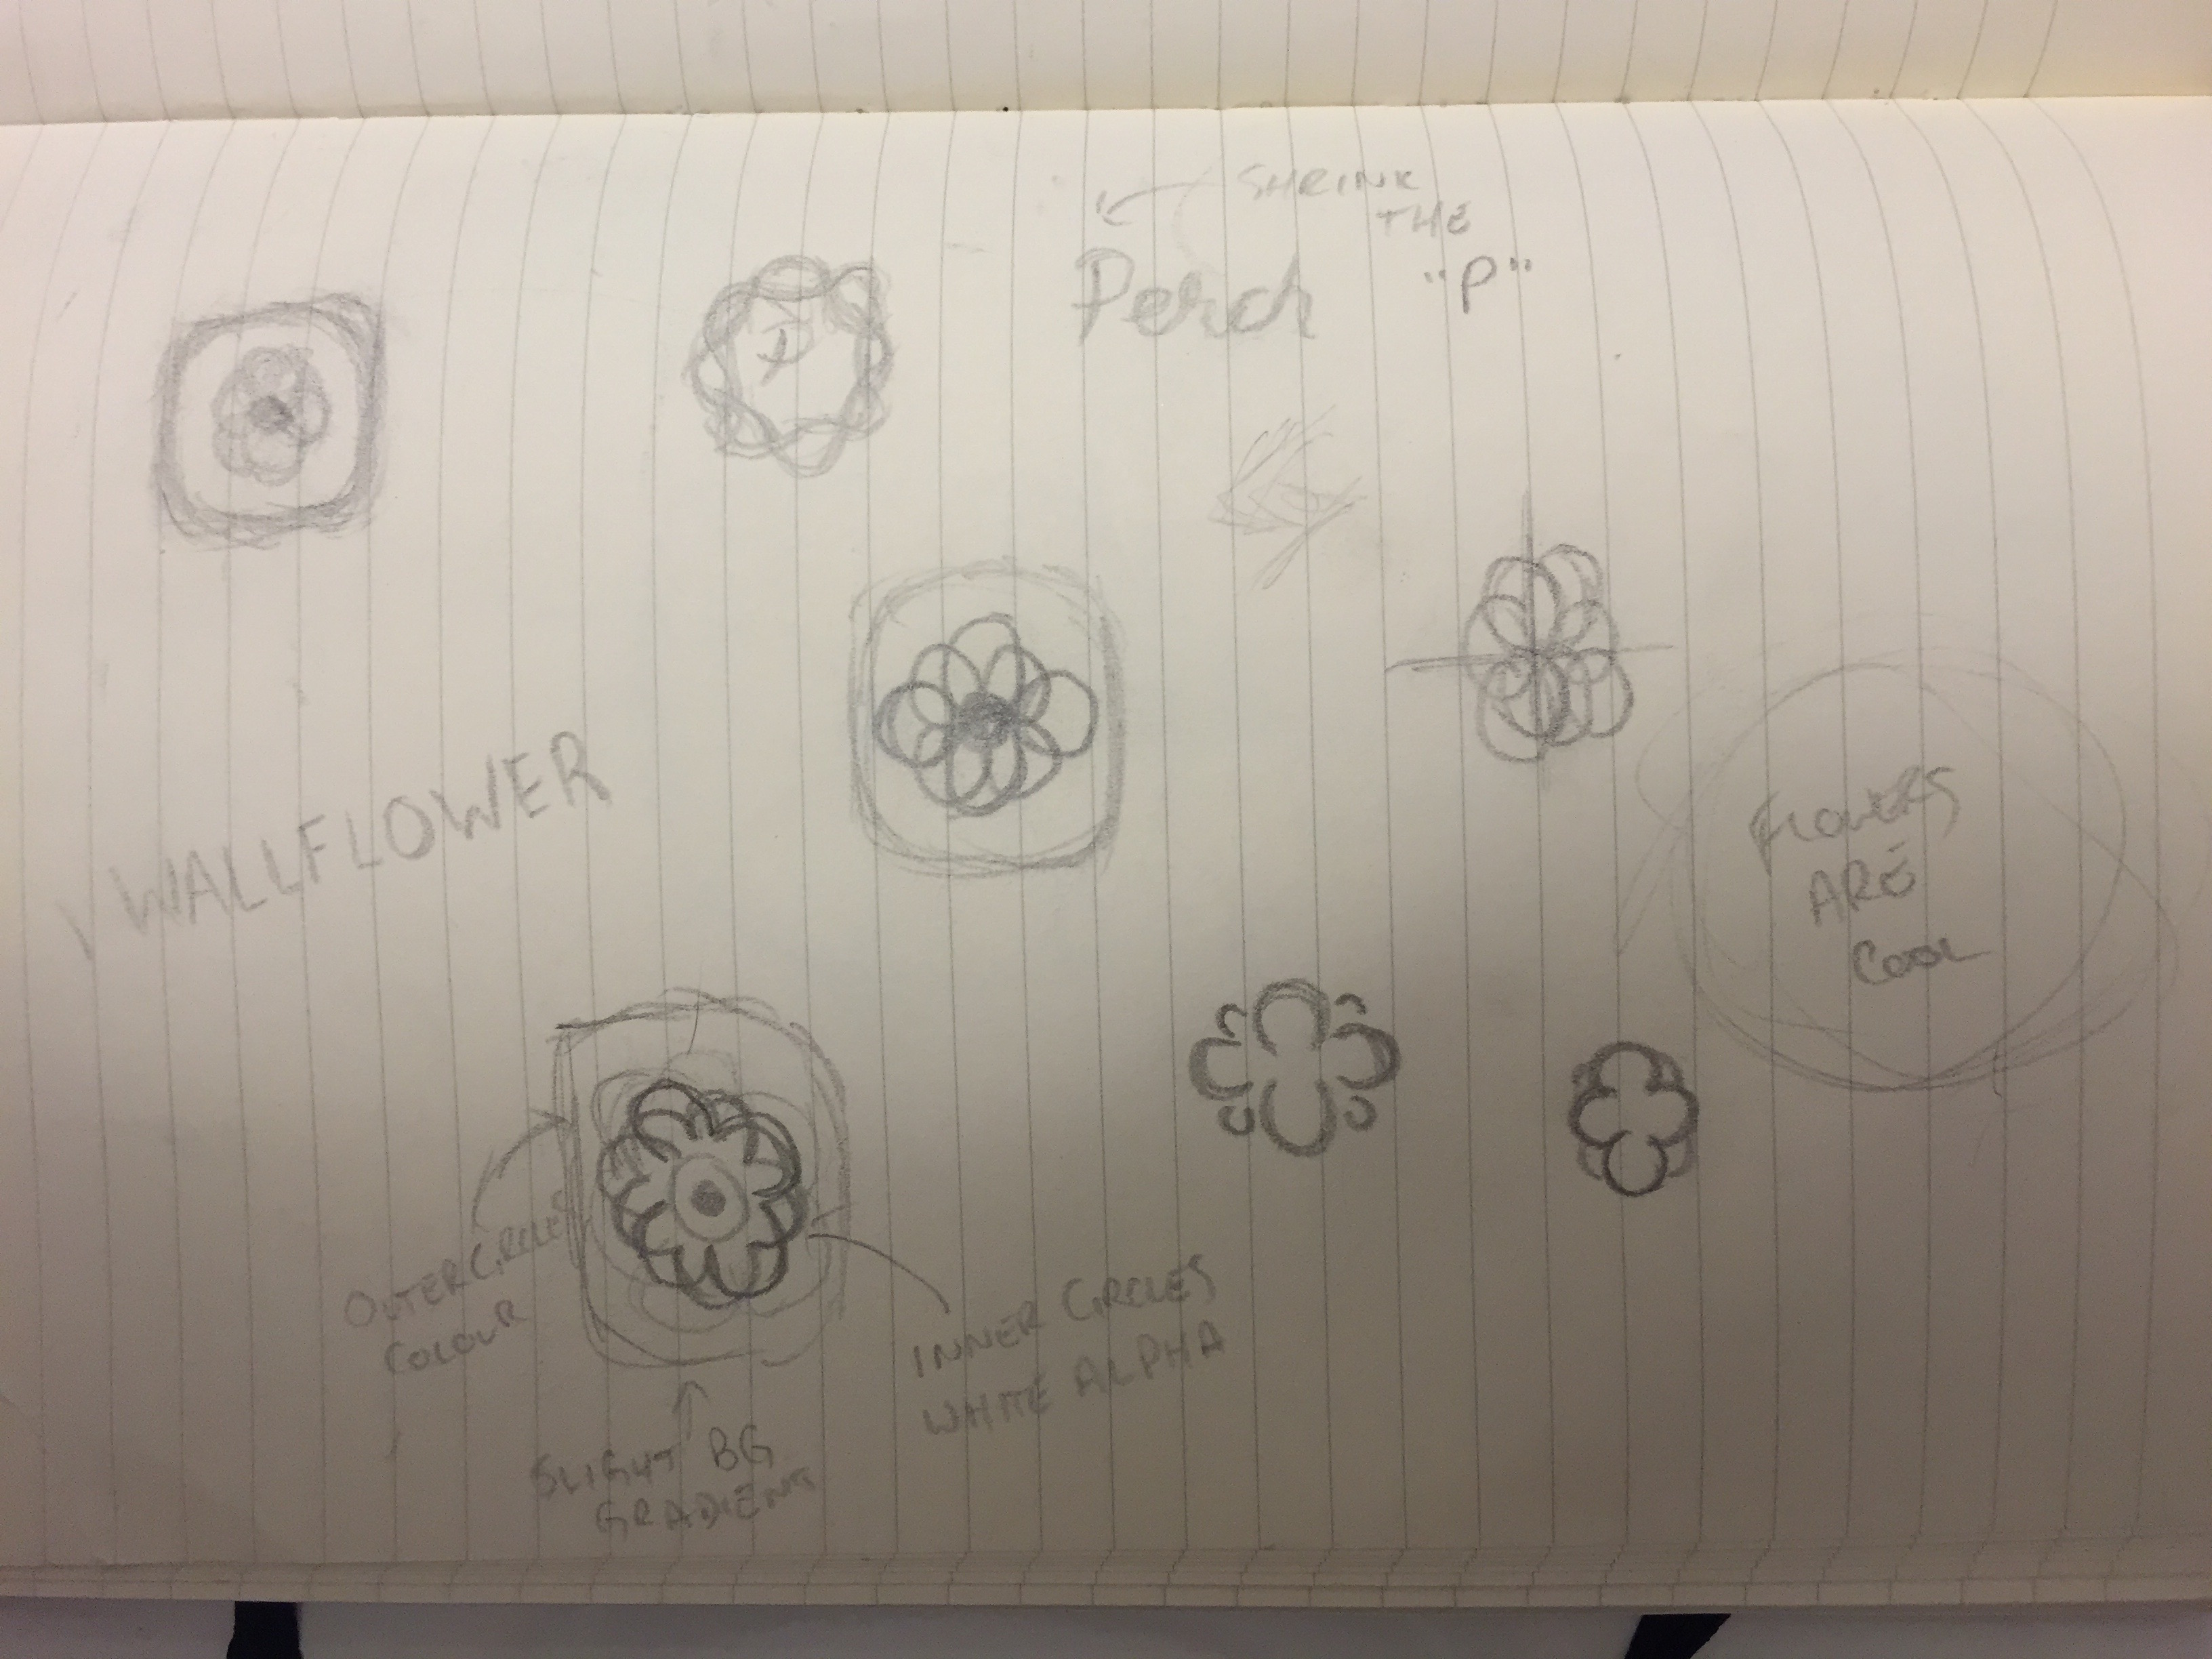 SHRINK
THE
"P"
Perch
P
WALLFLOWER
FLOWERS
ARE
COOL
OUTER CIRCLES
COLOUR
INNER CIRCLES
WHITE ALPHA
SLIGHT BG
GRADIENT